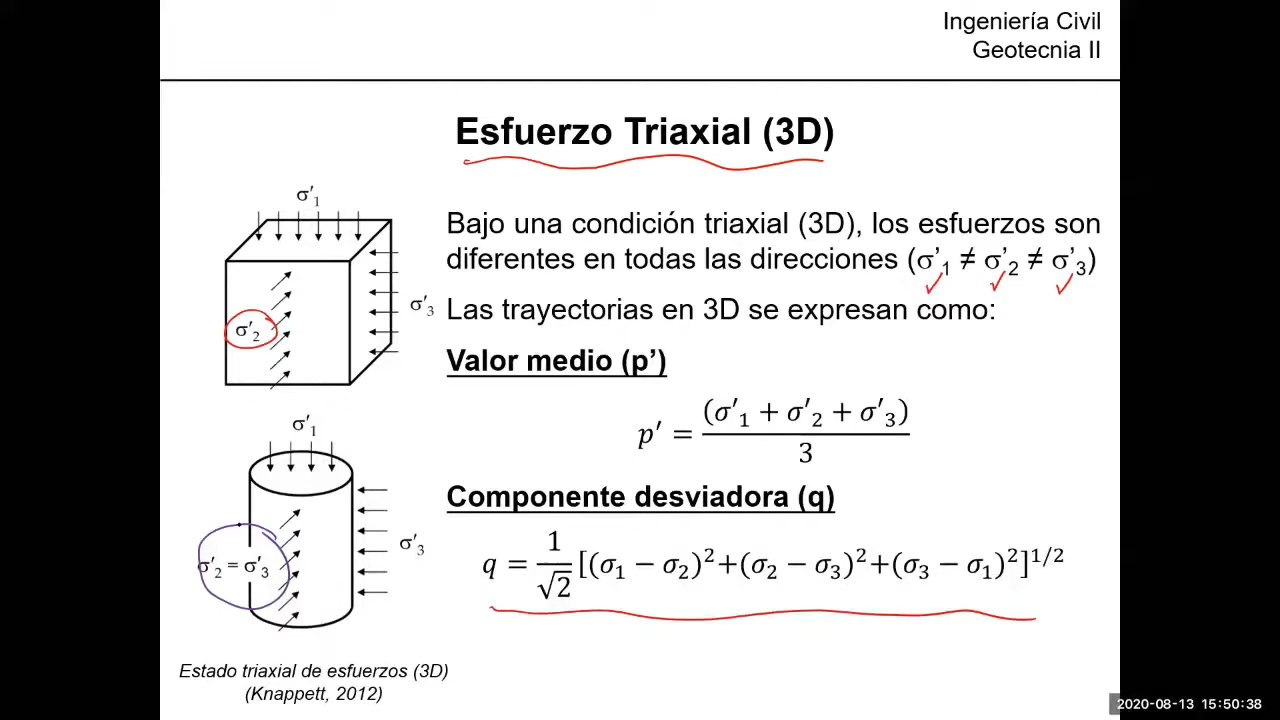 Ingeniería Civil
Geotecnia II
Esfuerzo Triaxial (3D)
σ′1
σ′2
σ′3
Bajo una condición triaxial (3D), los esfuerzos son
diferentes en todas las direcciones (σ’1 ≠ σ’2 ≠ σ’3)
Las trayectorias en 3D se expresan como:
Valor medio (p’)
p′ = (σ′1 + σ′2 + σ′3) / 3
Componente desviadora (q)
q = 1/√2 [(σ1 − σ2)²+(σ2 − σ3)²+(σ3 − σ1)²]^1/2
σ′1
σ′3
σ′2 = σ′3
Estado triaxial de esfuerzos (3D)
(Knappett, 2012)
2020-08-13 15:50:38